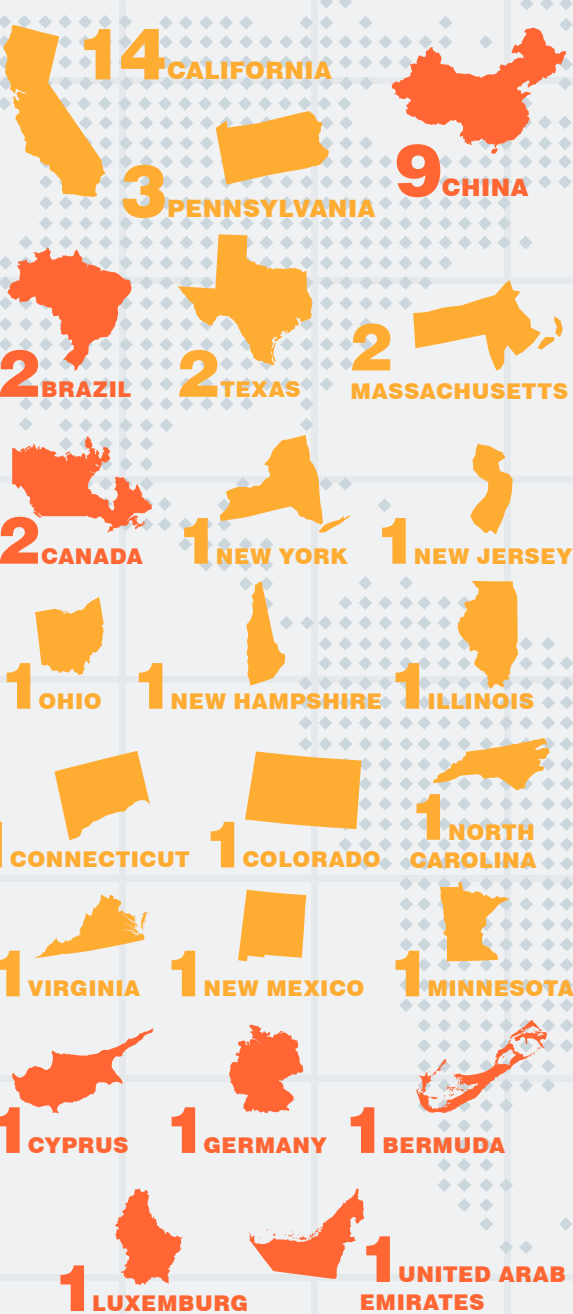 14 CALIFORNIA
3 PENNSYLVANIA
9 CHINA
2 BRAZIL
2 TEXAS
2
MASSACHUSETTS
2 CANADA
1 NEW YORK
1 NEW JERSEY
1 OHIO
1 NEW HAMPSHIRE
1 ILLINOIS
1 CONNECTICUT
1 COLORADO
1 NORTH
CAROLINA
1 VIRGINIA
1 NEW MEXICO
1 MINNESOTA
1 CYPRUS
1 GERMANY
1 BERMUDA
1 LUXEMBURG
1 UNITED ARAB
EMIRATES